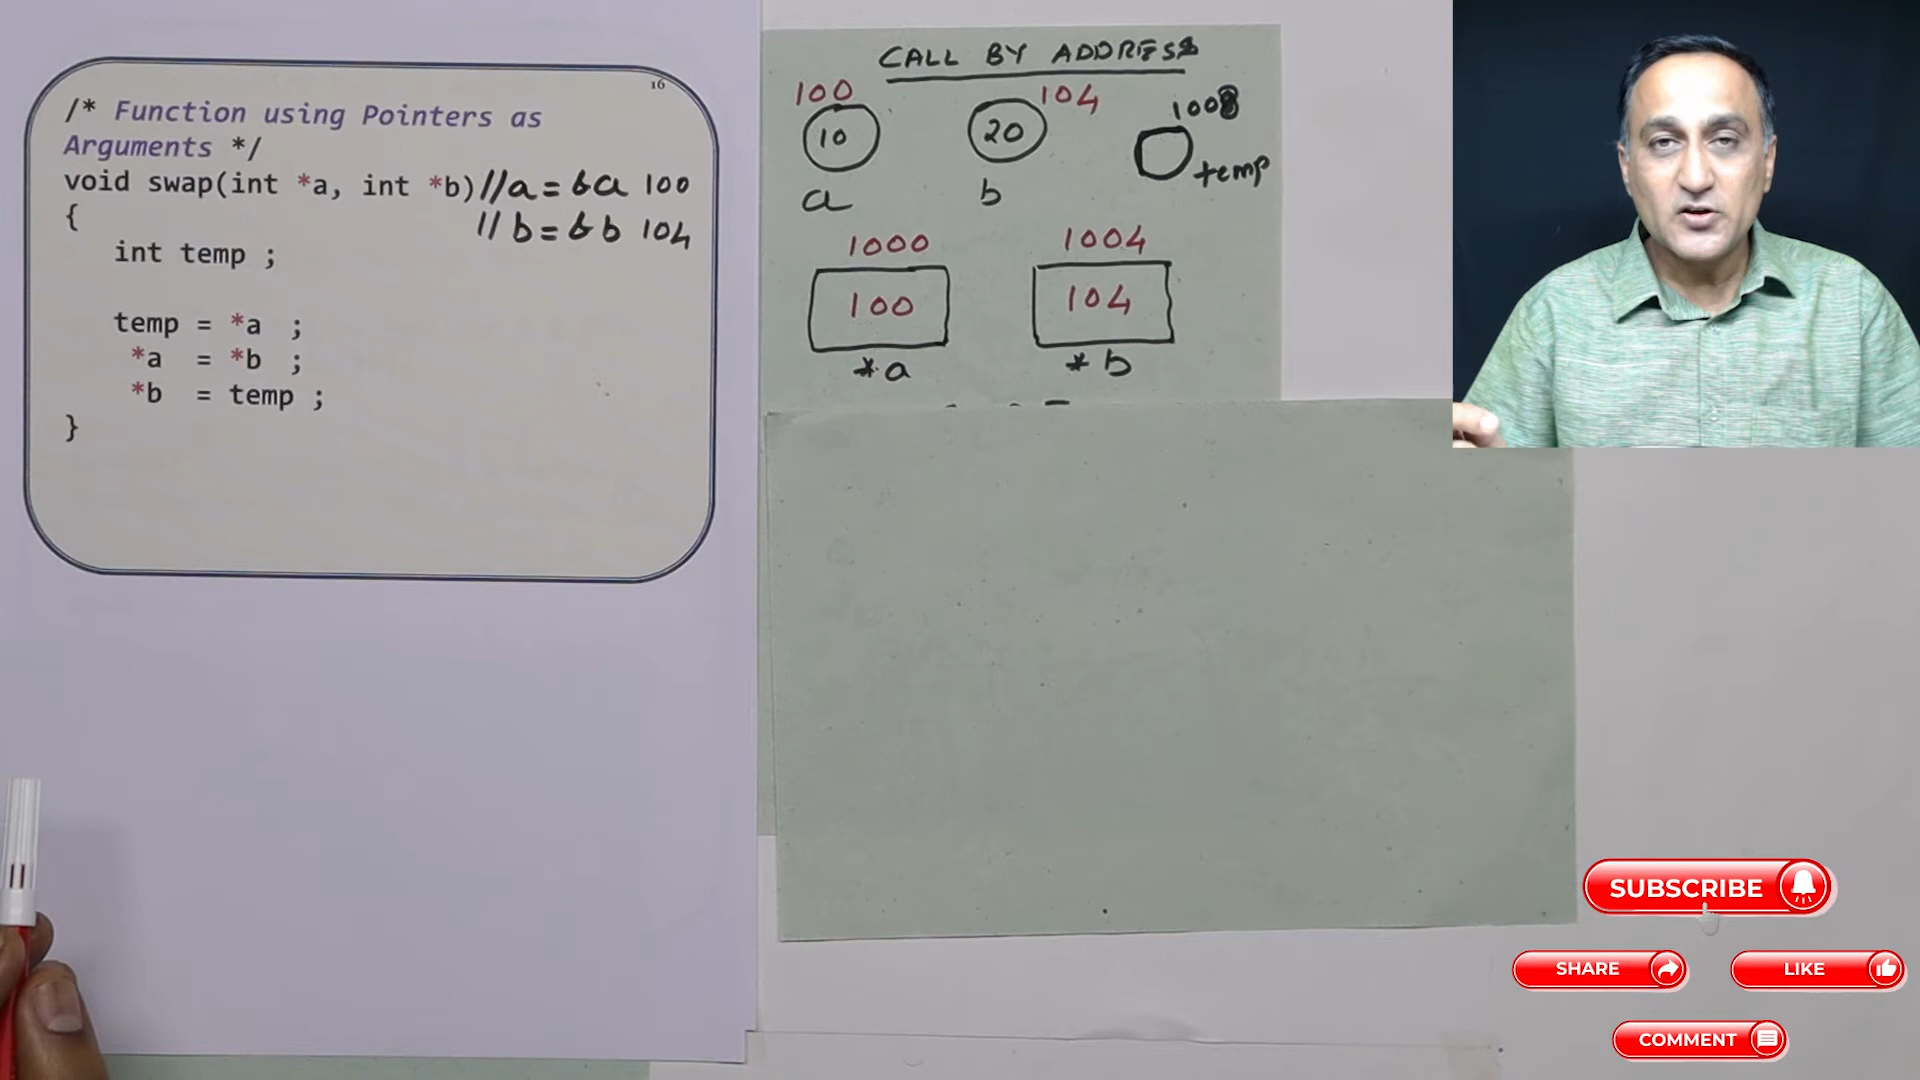 16
/* Function using Pointers as
Arguments */
void swap(int *a, int *b) //a = &a 100
{ // b = & b 104
int temp ;
temp = *a ;
*a = *b ;
*b = temp ;
}
CALL BY ADDRESS
100 104 1008
10 20
temp
a b
1000 1004
100 104
*a *b
SUBSCRIBE
SHARE LIKE
COMMENT